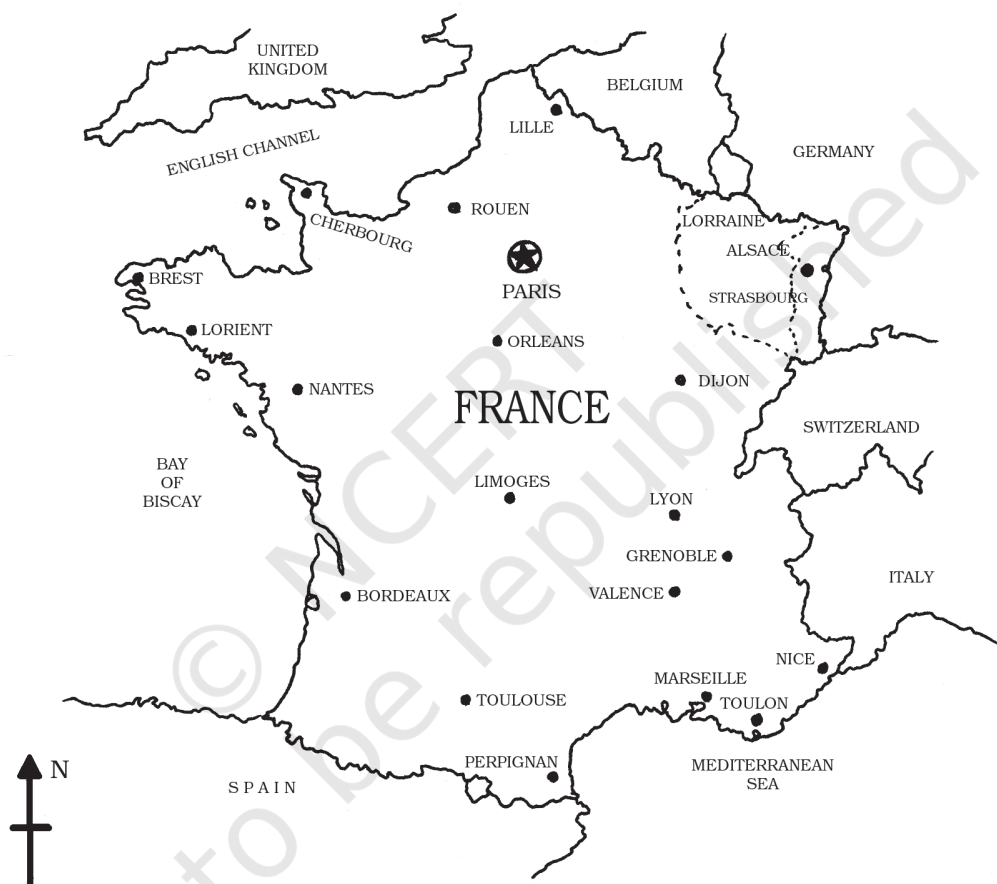 UNITED
KINGDOM
BELGIUM
LILLE
ENGLISH CHANNEL
GERMANY
ROUEN
LORRAINE
CHERBOURG
ALSACE
BREST
PARIS
STRASBOURG
LORIENT
ORLEANS
DIJON
NANTES
FRANCE
SWITZERLAND
BAY
OF
BISCAY
LIMOGES
LYON
GRENOBLE
ITALY
VALENCE
BORDEAUX
NICE
MARSEILLE
TOULOUSE
TOULON
PERPIGNAN
MEDITERRANEAN
SEA
N
SPAIN
© NCERT
to be republished